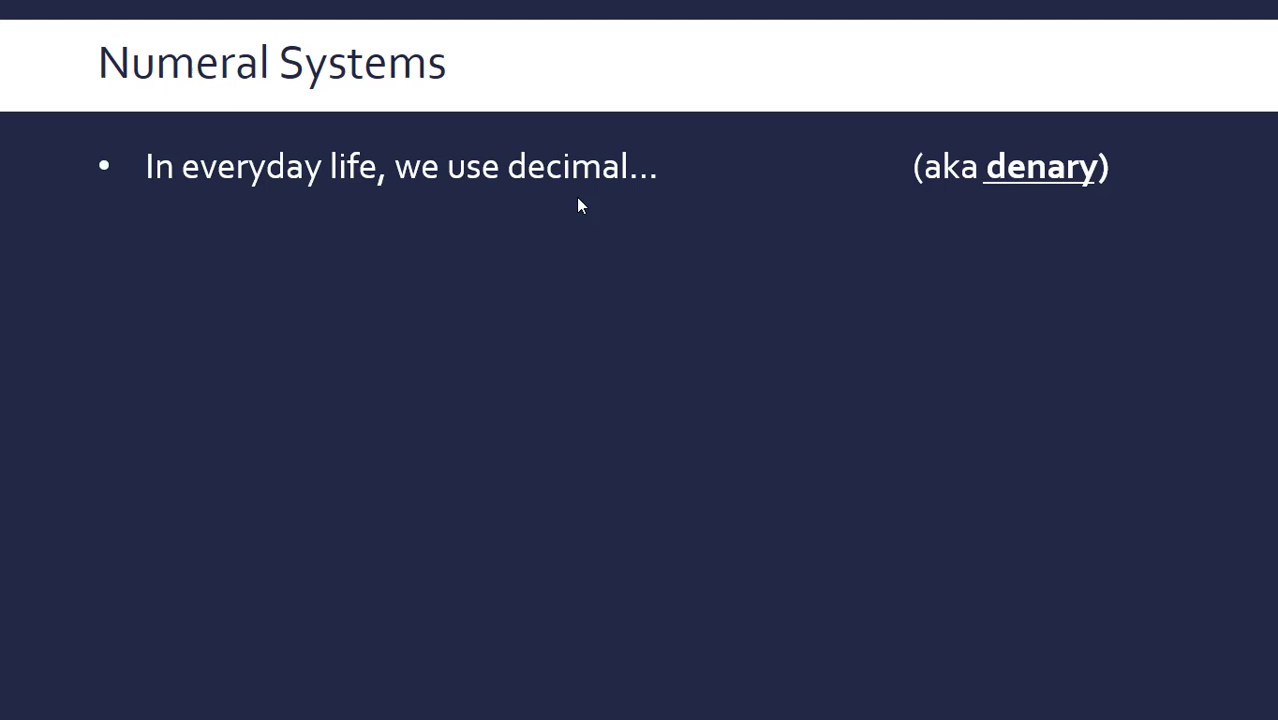 Numeral Systems
• In everyday life, we use decimal... (aka denary)